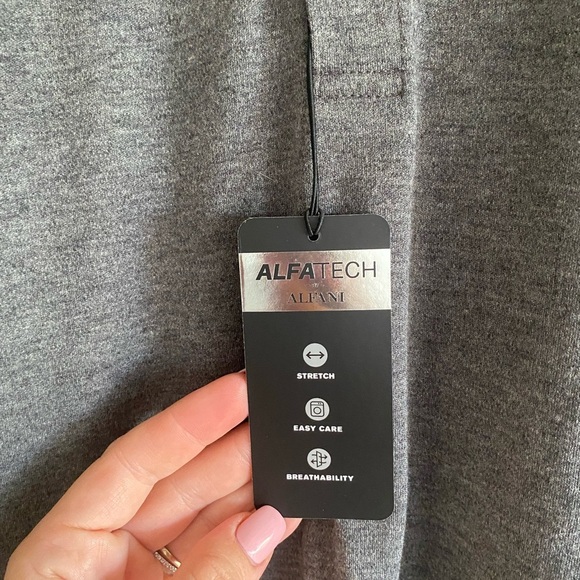 ALFATECH
BY
ALFANI
STRETCH
EASY CARE
BREATHABILITY